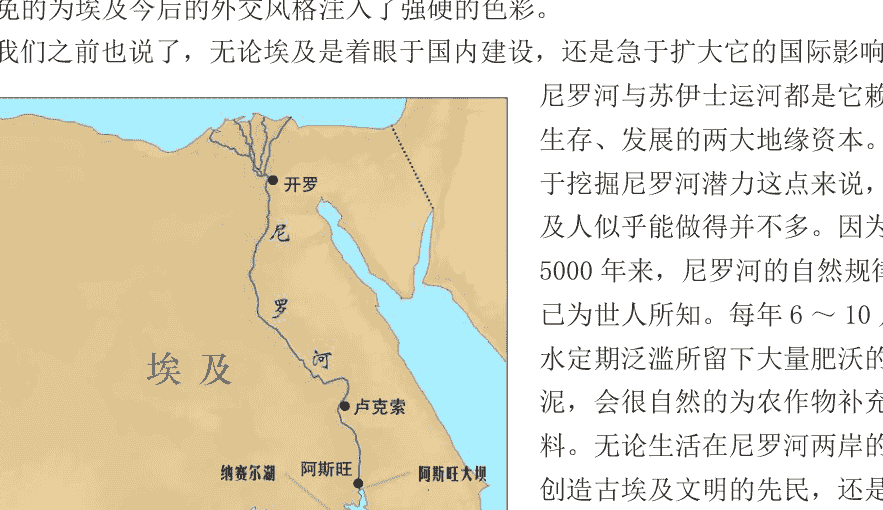 免的为埃及今后的外交风格注入了强硬的色彩。
我们之前也说了，无论埃及是着眼于国内建设，还是急于扩大它的国际影响
尼罗河与苏伊士运河都是它赖
生存、发展的两大地缘资本。
于挖掘尼罗河潜力这点来说，
及人似乎能做得并不多。因为
5000 年来，尼罗河的自然规律
已为世人所知。每年 6 ～ 10 月
水定期泛滥所留下大量肥沃的
泥，会很自然的为农作物补充
料。无论生活在尼罗河两岸的
创造古埃及文明的先民，还是
开罗
尼
罗
河
埃 及
卢克索
纳赛尔湖
阿斯旺
阿斯旺大坝